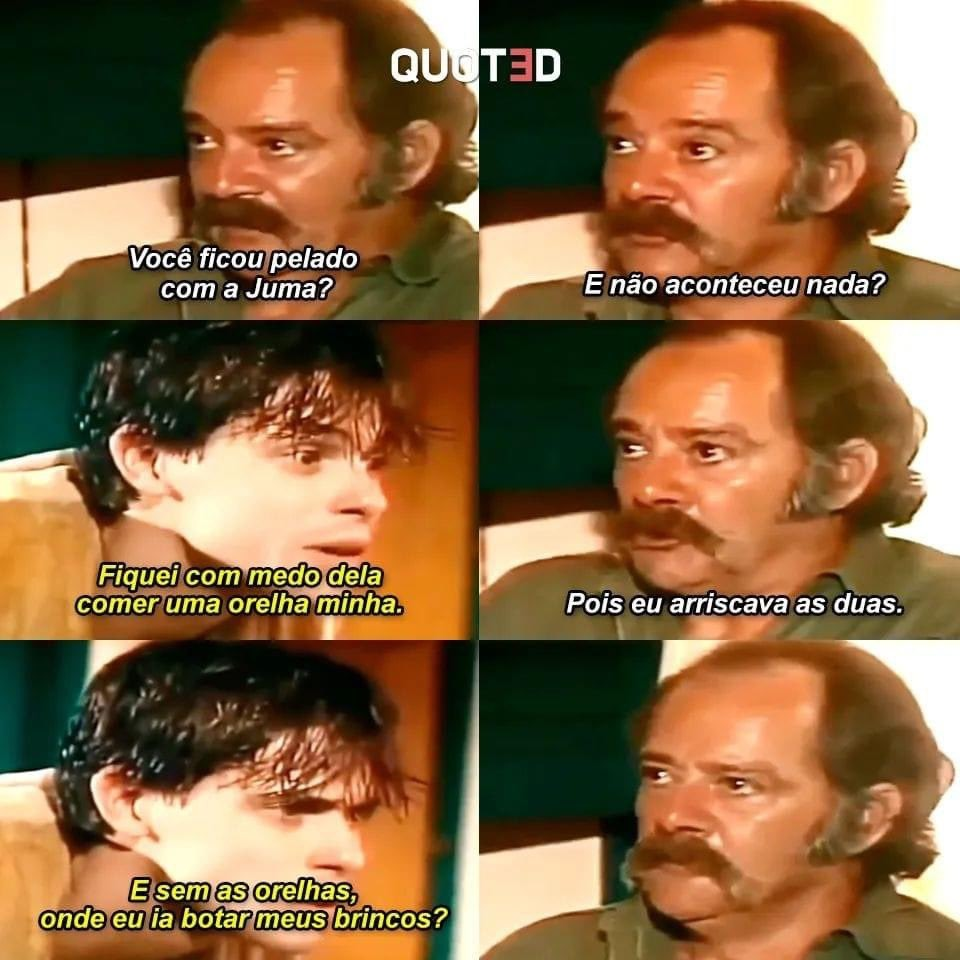 QUOTED
Você ficou pelado
com a Juma?
E não aconteceu nada?
Fiquei com medo dela
comer uma orelha minha.
Pois eu arriscava as duas.
E sem as orelhas,
onde eu ia botar meus brincos?